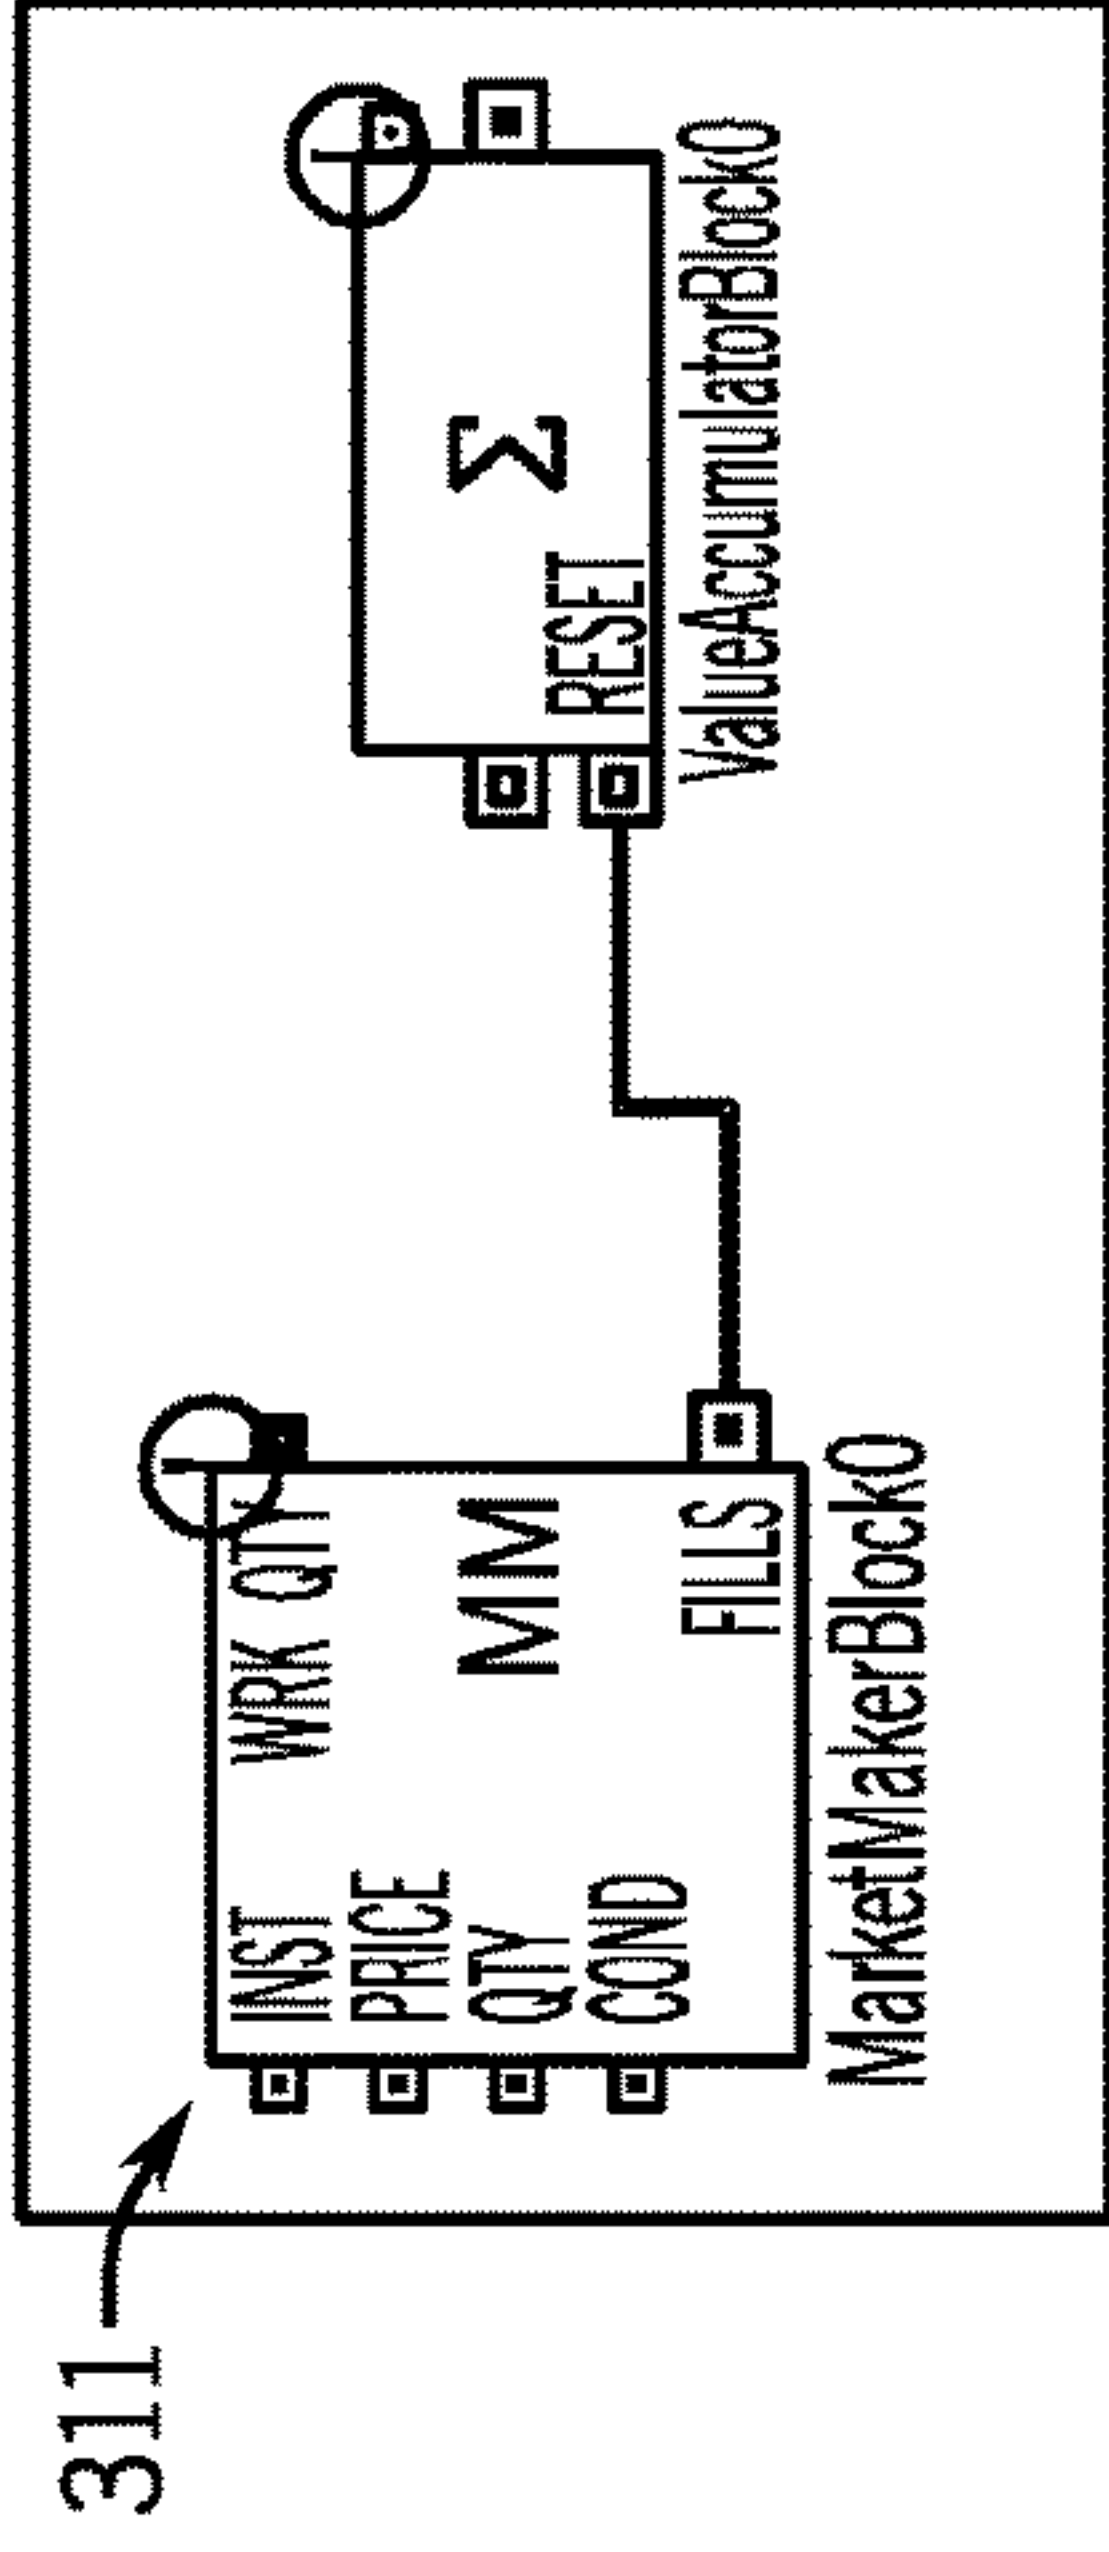 311
INST
WRK QTY
PRICE
QTY
MM
COND
FILLS
MarketMakerBlock0
Σ
RESET
ValueAccumulatorBlock0